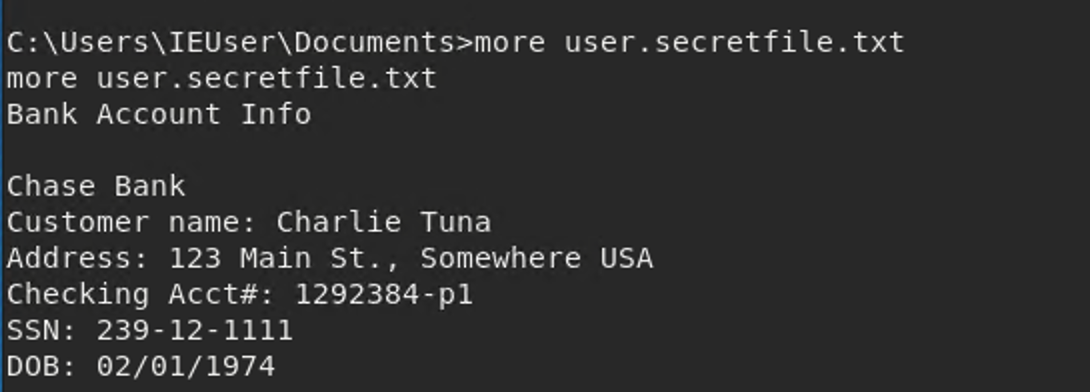 C:\Users\IEUser\Documents>more user.secretfile.txt
more user.secretfile.txt
Bank Account Info
Chase Bank
Customer name: Charlie Tuna
Address: 123 Main St., Somewhere USA
Checking Acct#: 1292384-p1
SSN: 239-12-1111
DOB: 02/01/1974